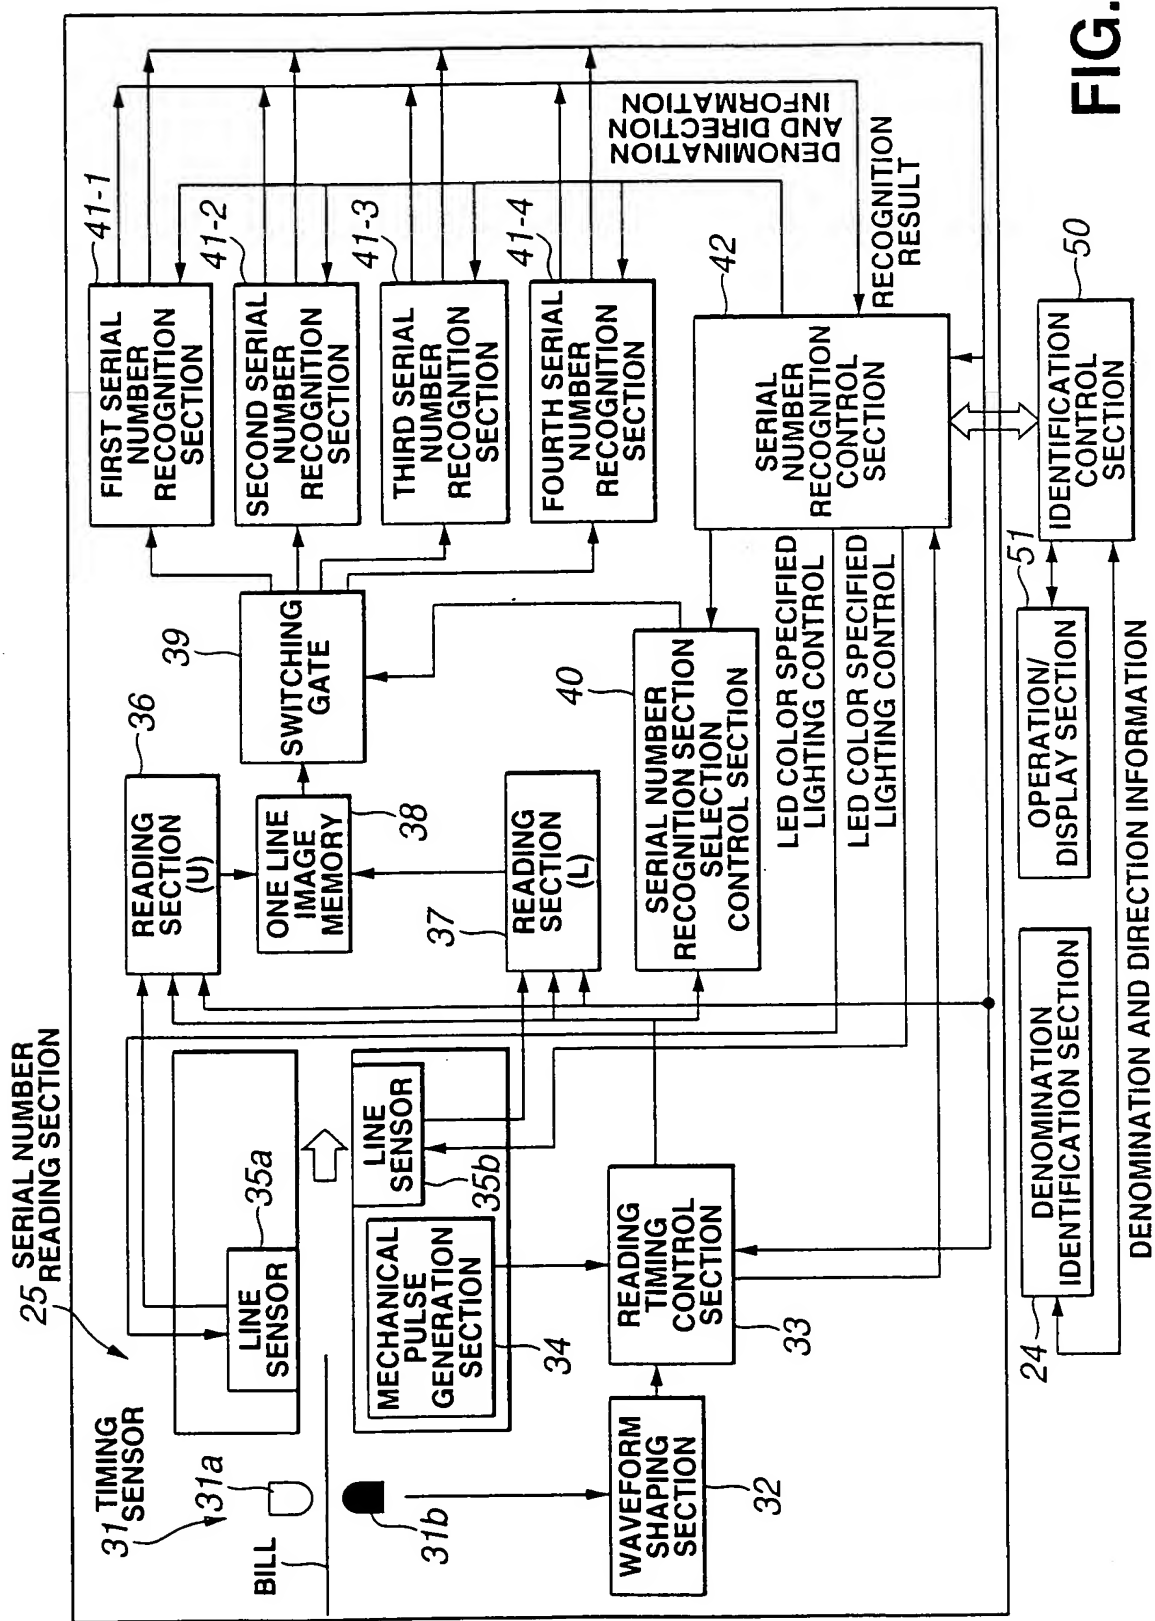 25 SERIAL NUMBER
READING SECTION
31 TIMING
SENSOR
31a
BILL
31b
WAVEFORM
SHAPING
SECTION
32
35a
LINE
SENSOR
LINE
SENSOR
35b
MECHANICAL
PULSE
GENERATION
SECTION
34
READING
TIMING
CONTROL
SECTION
33
36
READING
SECTION
(U)
ONE LINE
IMAGE
MEMORY
38
37
READING
SECTION
(L)
39
SWITCHING
GATE
40
SERIAL NUMBER
RECOGNITION SECTION
SELECTION
CONTROL SECTION
LED COLOR SPECIFIED
LIGHTING CONTROL
LED COLOR SPECIFIED
LIGHTING CONTROL
41-1
FIRST SERIAL
NUMBER
RECOGNITION
SECTION
41-2
SECOND SERIAL
NUMBER
RECOGNITION
SECTION
41-3
THIRD SERIAL
NUMBER
RECOGNITION
SECTION
41-4
FOURTH SERIAL
NUMBER
RECOGNITION
SECTION
DENOMINATION
AND DIRECTION
INFORMATION
42
SERIAL
NUMBER
RECOGNITION
CONTROL
SECTION
RECOGNITION
RESULT
24
DENOMINATION
IDENTIFICATION SECTION
51
OPERATION/
DISPLAY SECTION
50
IDENTIFICATION
CONTROL
SECTION
DENOMINATION AND DIRECTION INFORMATION
FIG.